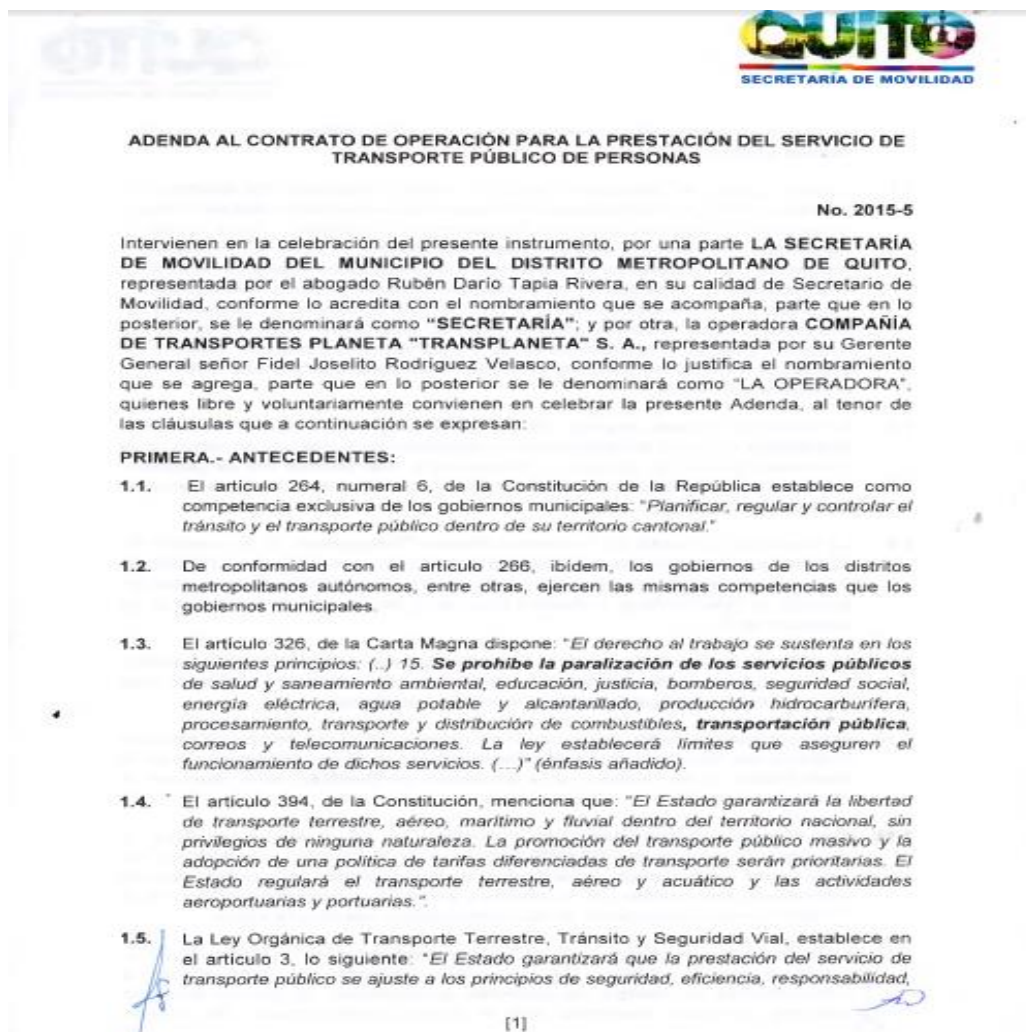 QUITO
SECRETARÍA DE MOVILIDAD
ADENDA AL CONTRATO DE OPERACIÓN PARA LA PRESTACIÓN DEL SERVICIO DE
TRANSPORTE PÚBLICO DE PERSONAS
No. 2015-5
Intervienen en la celebración del presente instrumento, por una parte LA SECRETARÍA
DE MOVILIDAD DEL MUNICIPIO DEL DISTRITO METROPOLITANO DE QUITO,
representada por el abogado Rubén Darío Tapia Rivera, en su calidad de Secretario de
Movilidad, conforme lo acredita con el nombramiento que se acompaña, parte que en lo
posterior, se le denominará como "SECRETARÍA"; y por otra, la operadora COMPAÑÍA
DE TRANSPORTES PLANETA "TRANSPLANETA" S. A., representada por su Gerente
General señor Fidel Joselito Rodríguez Velasco, conforme lo justifica el nombramiento
que se agrega, parte que en lo posterior se le denominará como "LA OPERADORA",
quienes libre y voluntariamente convienen en celebrar la presente Adenda, al tenor de
las cláusulas que a continuación se expresan:
PRIMERA.- ANTECEDENTES:
1.1. El artículo 264, numeral 6, de la Constitución de la República establece como
competencia exclusiva de los gobiernos municipales: "Planificar, regular y controlar el
tránsito y el transporte público dentro de su territorio cantonal."
1.2. De conformidad con el artículo 266, ibídem, los gobiernos de los distritos
metropolitanos autónomos, entre otras, ejercen las mismas competencias que los
gobiernos municipales.
1.3. El artículo 326, de la Carta Magna dispone: "El derecho al trabajo se sustenta en los
siguientes principios: (..) 15. Se prohibe la paralización de los servicios públicos
de salud y saneamiento ambiental, educación, justicia, bomberos, seguridad social,
energía eléctrica, agua potable y alcantarillado, producción hidrocarburífera,
procesamiento, transporte y distribución de combustibles, transportación pública,
correos y telecomunicaciones. La ley establecerá límites que aseguren el
funcionamiento de dichos servicios. (...)" (énfasis añadido).
1.4. El artículo 394, de la Constitución, menciona que: "El Estado garantizará la libertad
de transporte terrestre, aéreo, marítimo y fluvial dentro del territorio nacional, sin
privilegios de ninguna naturaleza. La promoción del transporte público masivo y la
adopción de una política de tarifas diferenciadas de transporte serán prioritarias. El
Estado regulará el transporte terrestre, aéreo y acuático y las actividades
aeroportuarias y portuarias.".
1.5. La Ley Orgánica de Transporte Terrestre, Tránsito y Seguridad Vial, establece en
el artículo 3, lo siguiente: "El Estado garantizará que la prestación del servicio de
transporte público se ajuste a los principios de seguridad, eficiencia, responsabilidad,
[1]